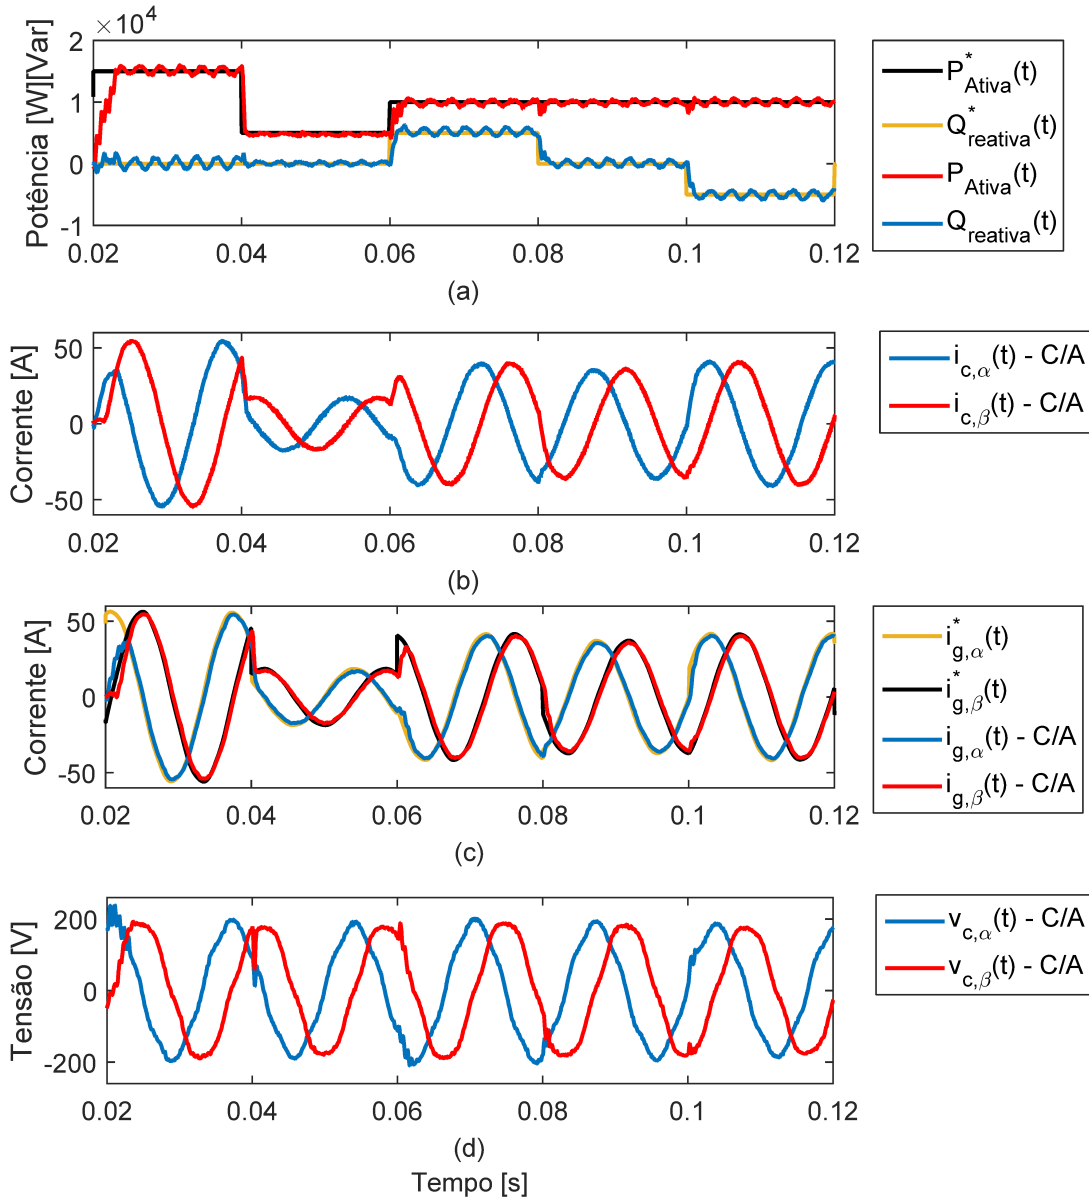 ×10⁴
Potência [W][Var]
2
1
0
-1
0.02 0.04 0.06 0.08 0.1 0.12
(a)
P*Ativa(t)
Q*reativa(t)
PAtiva(t)
Qreativa(t)
Corrente [A]
50
0
-50
0.02 0.04 0.06 0.08 0.1 0.12
(b)
ic,α(t) - C/A
ic,β(t) - C/A
Corrente [A]
50
0
-50
0.02 0.04 0.06 0.08 0.1 0.12
(c)
i*g,α(t)
i*g,β(t)
ig,α(t) - C/A
ig,β(t) - C/A
Tensão [V]
200
0
-200
0.02 0.04 0.06 0.08 0.1 0.12
(d)
Tempo [s]
vc,α(t) - C/A
vc,β(t) - C/A